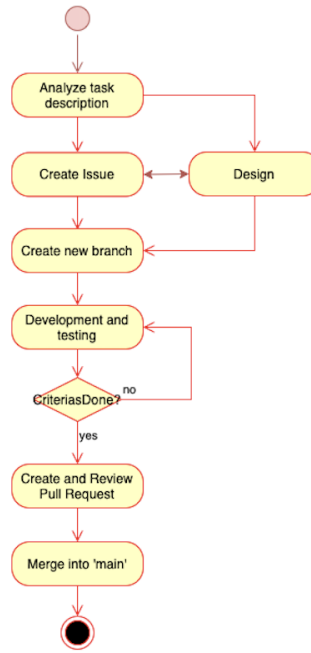 Analyze task
description
Create Issue
Design
Create new branch
Development and
testing
CriteriasDone?
no
yes
Create and Review
Pull Request
Merge into 'main'